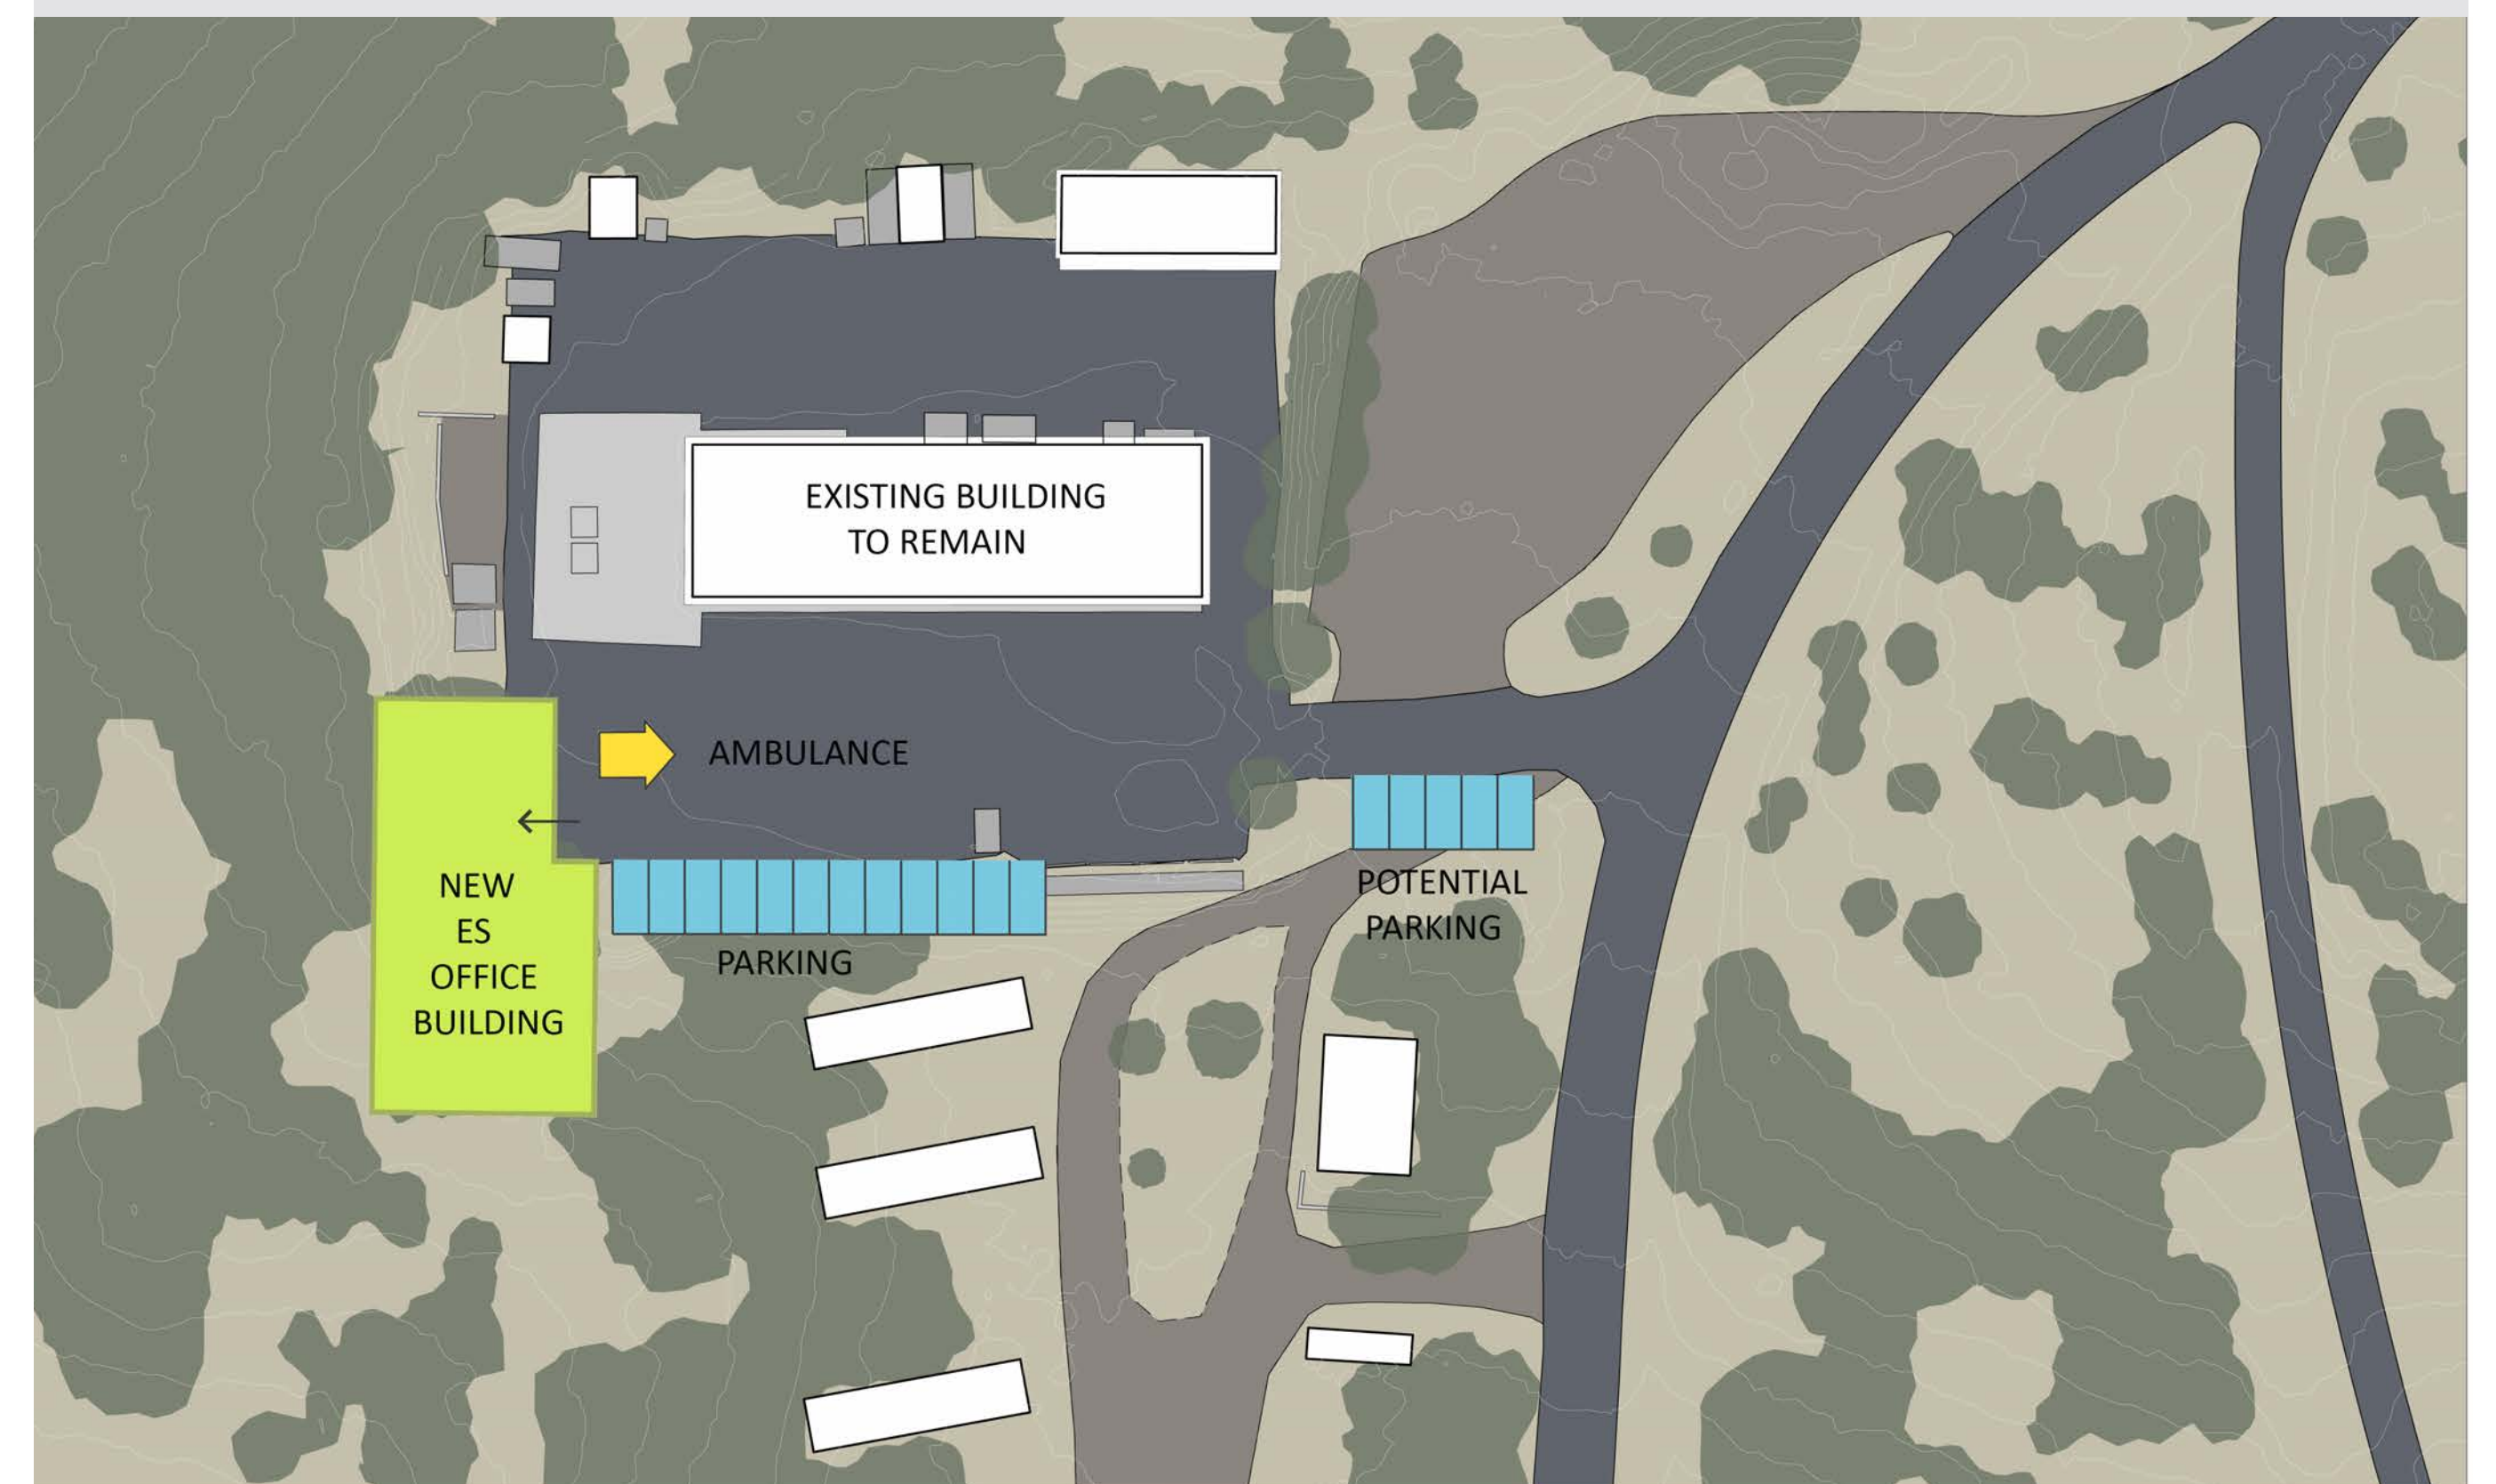 EXISTING BUILDING
TO REMAIN
AMBULANCE
NEW
ES
OFFICE
BUILDING
PARKING
POTENTIAL
PARKING